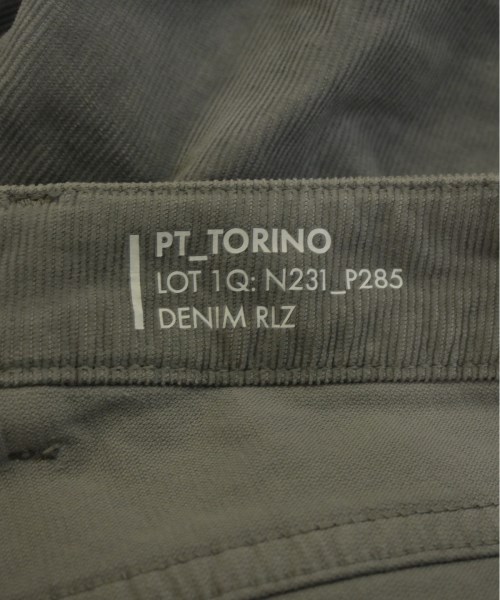 PT_TORINO
LOT 1Q: N231_P285
DENIM RLZ